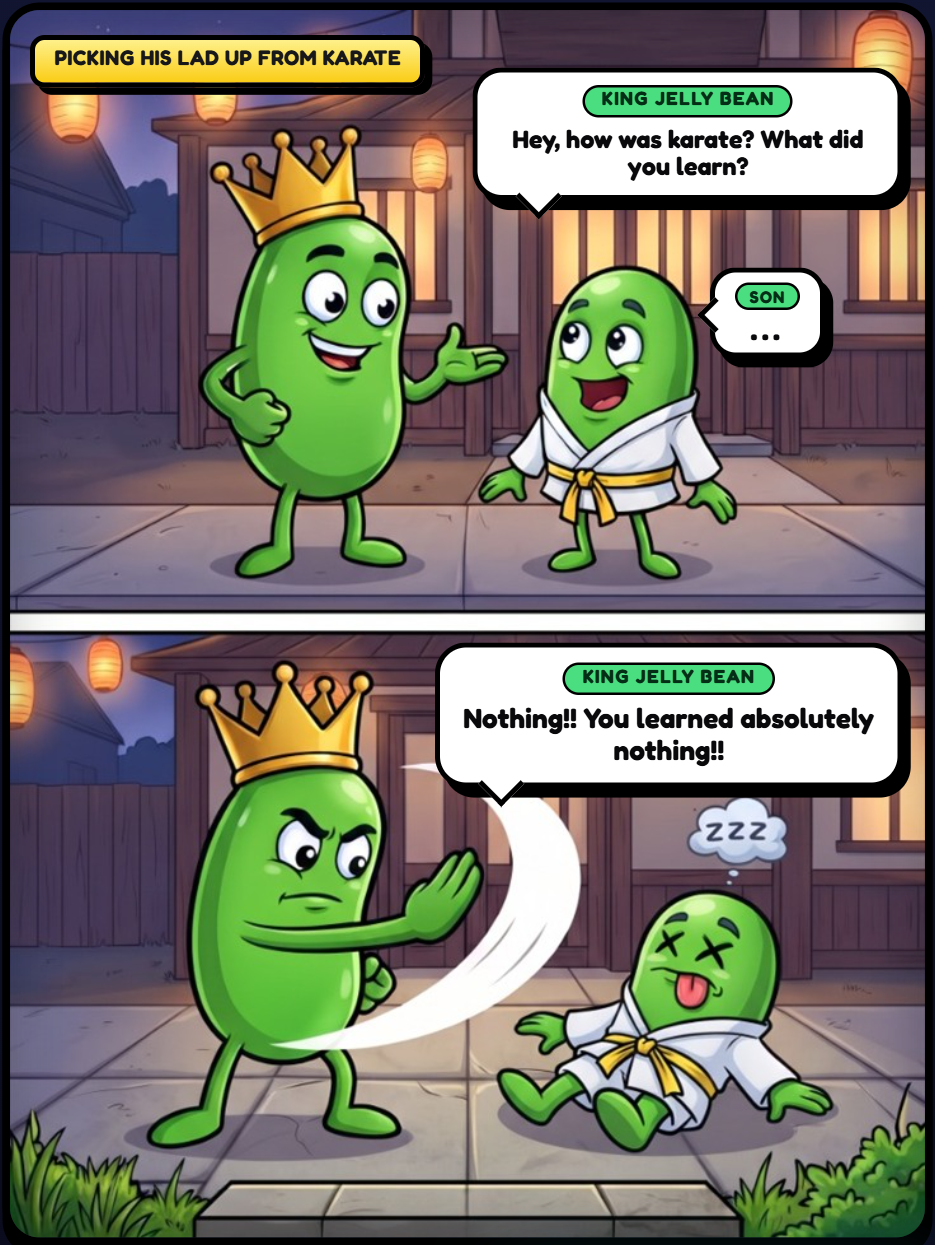 PICKING HIS LAD UP FROM KARATE
KING JELLY BEAN
Hey, how was karate? What did
you learn?
SON
...
KING JELLY BEAN
Nothing!! You learned absolutely
nothing!!
ZZZ